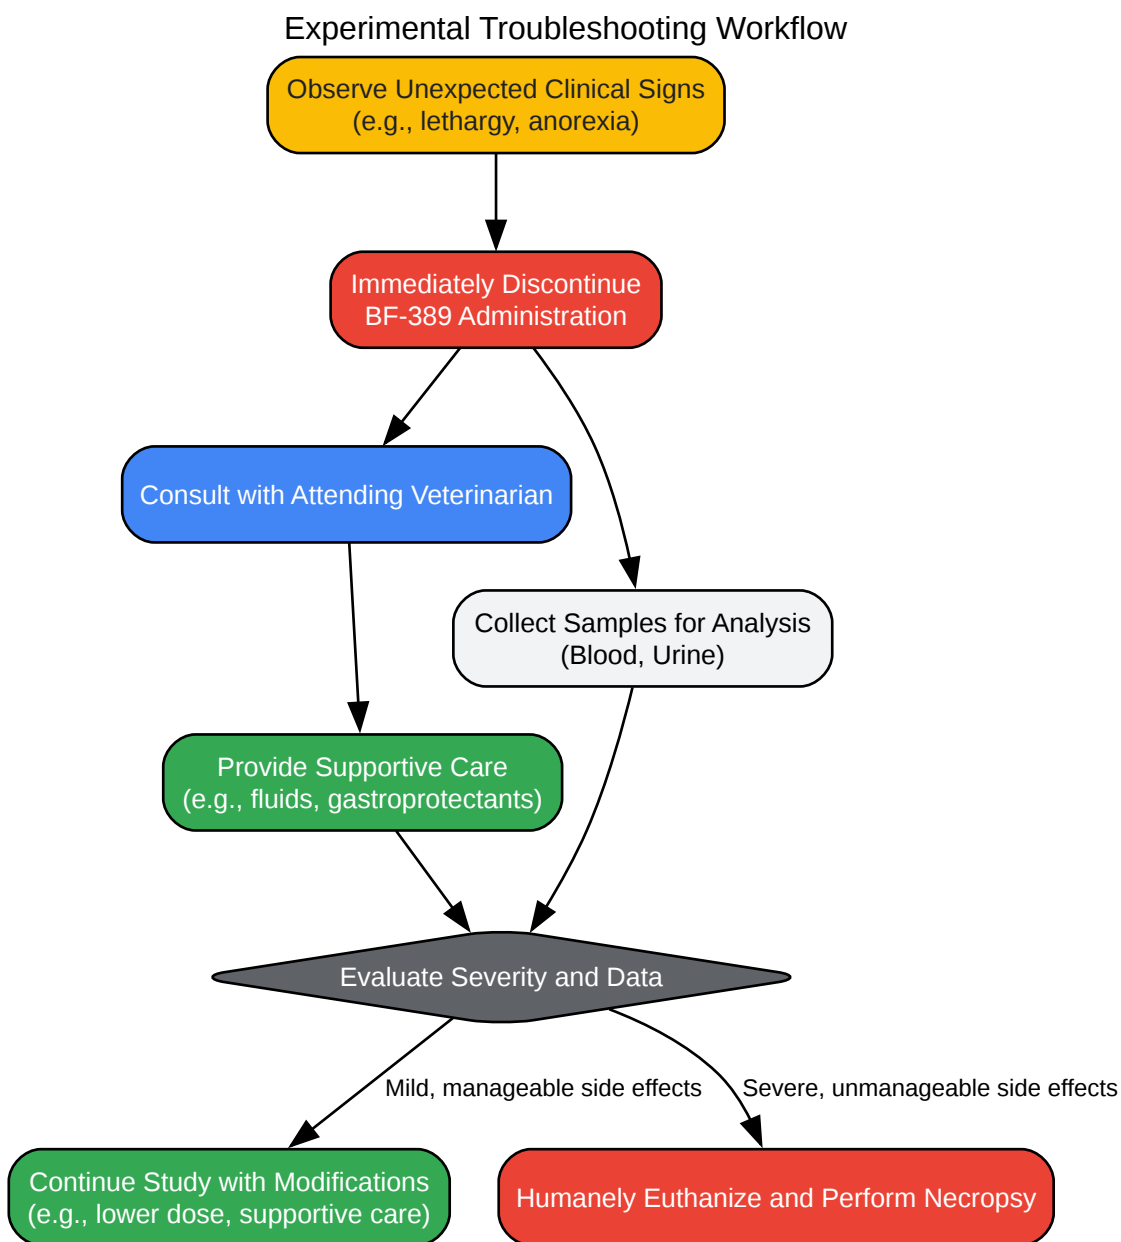 Experimental Troubleshooting Workflow
Observe Unexpected Clinical Signs
(e.g., lethargy, anorexia)
Immediately Discontinue
BF-389 Administration
Consult with Attending Veterinarian
Collect Samples for Analysis
(Blood, Urine)
Provide Supportive Care
(e.g., fluids, gastroprotectants)
Evaluate Severity and Data
Mild, manageable side effects
Severe, unmanageable side effects
Continue Study with Modifications
(e.g., lower dose, supportive care)
Humanely Euthanize and Perform Necropsy